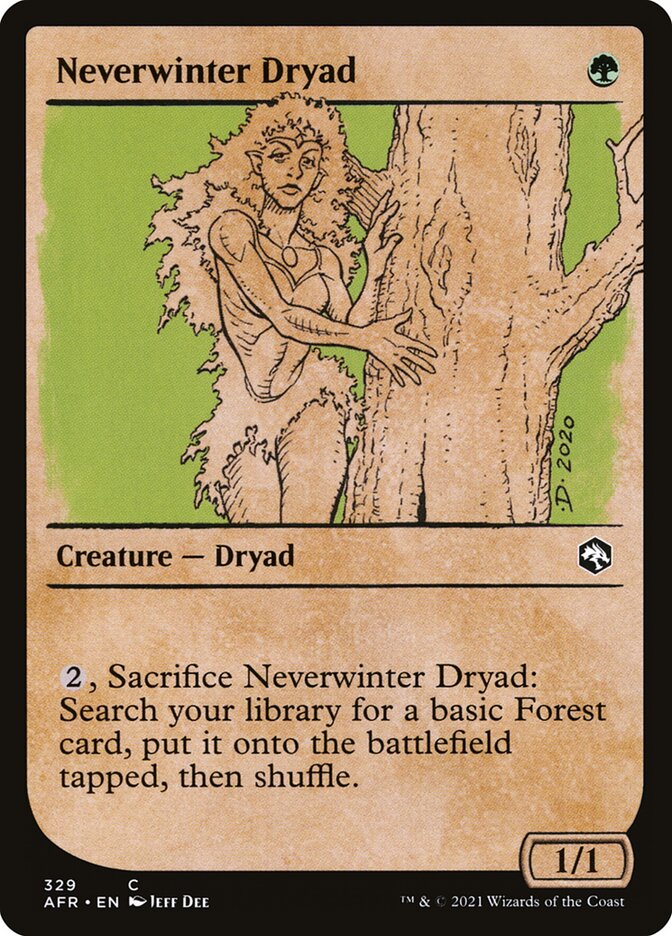 Neverwinter Dryad
·D· 2020
Creature — Dryad
2, Sacrifice Neverwinter Dryad:
Search your library for a basic Forest
card, put it onto the battlefield
tapped, then shuffle.
1/1
329 C
AFR • EN Jeff Dee
™ & © 2021 Wizards of the Coast